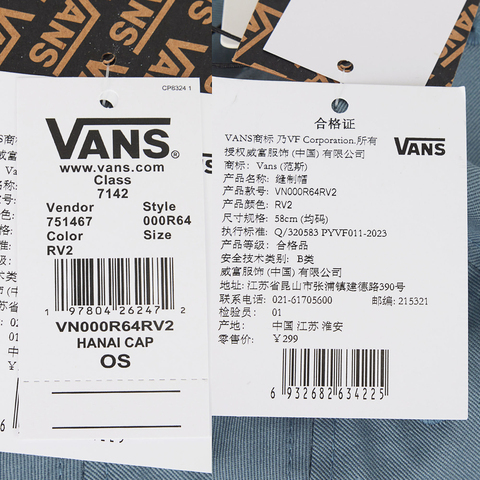 VANS
VANS
VANS
CP6324 1
VANS®
www.vans.com
Class
7142
Vendor Style
751467 000R64
Color Size
RV2
1 97804 26247 2
VN000R64RV2
HANAI CAP
OS
合格证
VANS商标 乃VF Corporation.所有
授权威富服饰 (中国) 有限公司
VANS
商标: Vans (范斯)
产品名称: 缝制帽
产品款号: VN000R64RV2
产品颜色: RV2
尺寸规格: 58cm (均码)
执行标准: Q/320583 PYVF011-2023
产品等级: 合格品
安全技术类别: B类
威富服饰 (中国) 有限公司
地址: 江苏省昆山市张浦镇建德路390号
联系电话: 021-61705600 邮编: 215321
检验员: 01
产地: 中国 江苏 淮安
零售价: ￥299
6 932682 634225